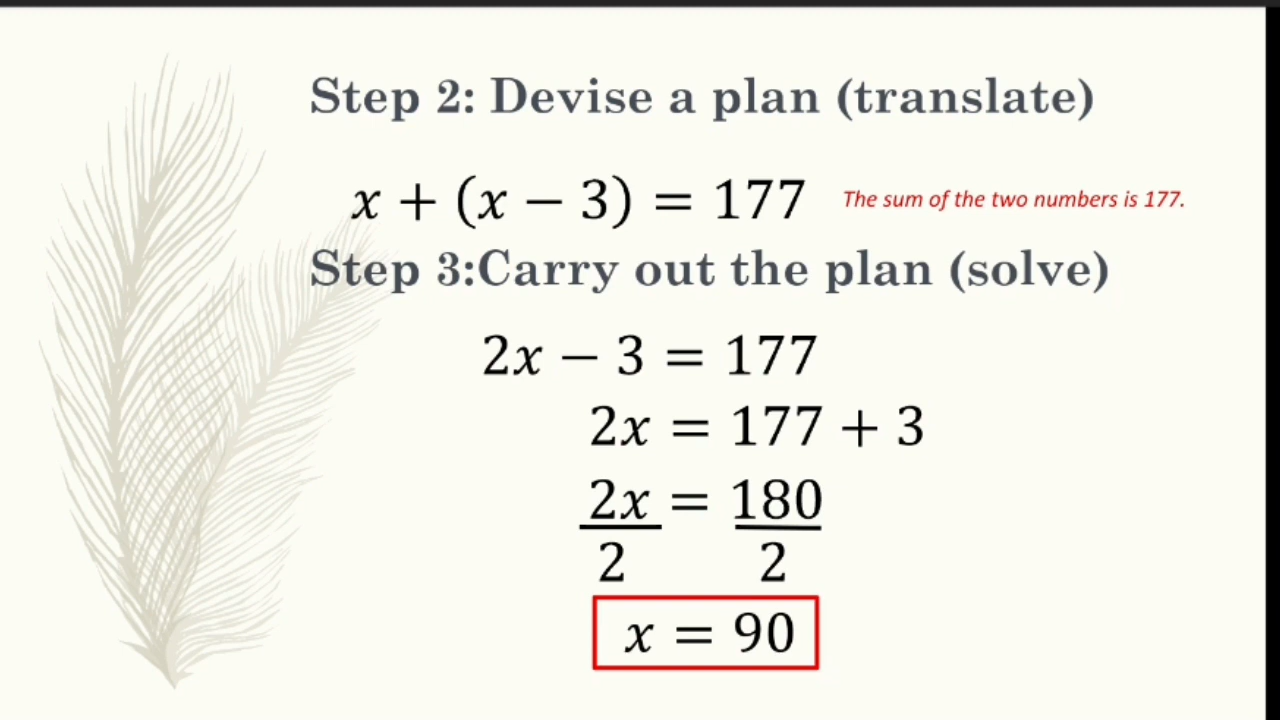 Step 2: Devise a plan (translate)
x + (x − 3) = 177 The sum of the two numbers is 177.
Step 3:Carry out the plan (solve)
2x − 3 = 177
2x = 177 + 3
2x = 180
2 2
x = 90